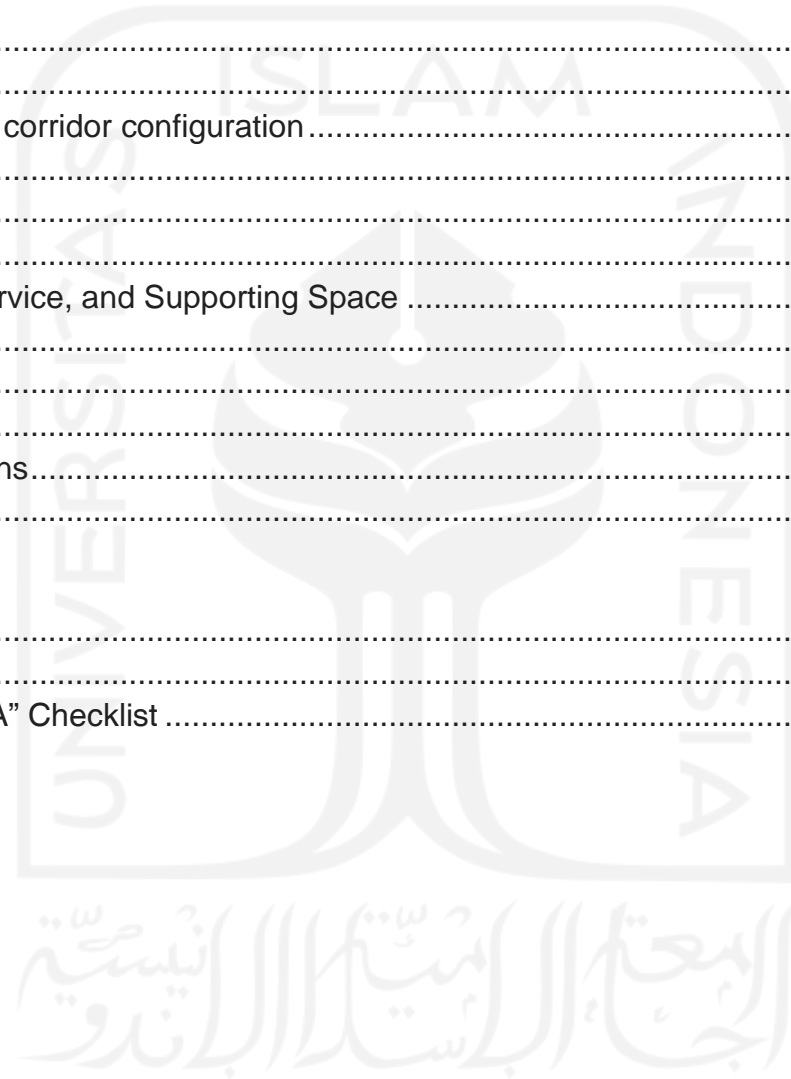 ................................................................
................................................................
corridor configuration................................................................
................................................................
................................................................
................................................................
rvice, and Supporting Space ................................................................
................................................................
................................................................
................................................................
ns................................................................
................................................................
................................................................
................................................................
A” Checklist ................................................................
ISLAM
UNIVERSITAS
INDONESIA